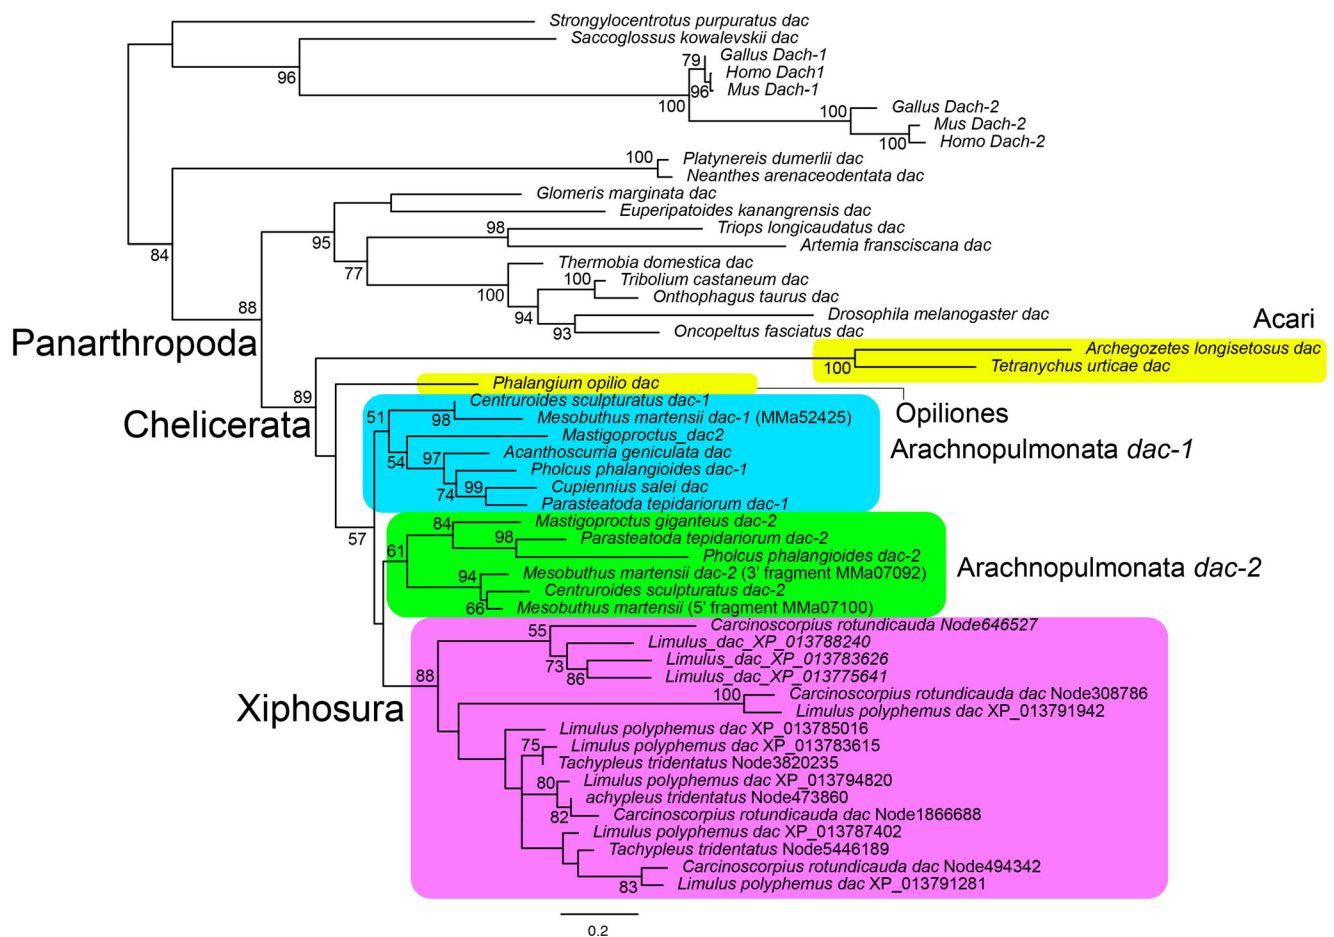 Strongylocentrotus purpuratus dac
Saccoglossus kowalevskii dac
96
Gallus Dach-1
79
Homo Dach1
96
Mus Dach-1
100
Gallus Dach-2
100
Mus Dach-2
100
Homo Dach-2
Platynereis dumerlii dac
100
Neanthes arenaceodentata dac
84
Glomeris marginata dac
Euperipatoides kanangrensis dac
95
Triops longicaudatus dac
98
Artemia fransciscana dac
77
Thermobia domestica dac
100
Tribolium castaneum dac
100
Onthophagus taurus dac
94
Drosophila melanogaster dac
93
Oncopeltus fasciatus dac
88
Panarthropoda
Acari
Archegozetes longisetosus dac
100
Tetranychus urticae dac
89
Chelicerata
Phalangium opilio dac
Opiliones
Centruroides sculpturatus dac-1
51
98
Mesobuthus martensii dac-1 (MMa52425)
Mastigoproctus_dac2
54
Arachnopulmonata dac-1
97
Acanthoscurria geniculata dac
Pholcus phalangioides dac-1
74
99
Cupiennius salei dac
Parasteatoda tepidariorum dac-1
57
84
Mastigoproctus giganteus dac-2
98
Parasteatoda tepidariorum dac-2
61
Pholcus phalangioides dac-2
Arachnopulmonata dac-2
94
Mesobuthus martensii dac-2 (3’ fragment MMa07092)
Centruroides sculpturatus dac-2
66
Mesobuthus martensii (5’ fragment MMa07100)
Carcinoscorpius rotundicauda Node646527
55
Limulus_dac_XP_013788240
73
Limulus_dac_XP_013783626
86
Limulus_dac_XP_013775641
88
Xiphosura
100
Carcinoscorpius rotundicauda dac Node308786
Limulus polyphemus dac XP_013791942
Limulus polyphemus dac XP_013785016
75
Limulus polyphemus dac XP_013783615
Tachypleus tridentatus Node3820235
80
Limulus polyphemus dac XP_013794820
achypleus tridentatus Node473860
82
Carcinoscorpius rotundicauda dac Node1866688
Limulus polyphemus dac XP_013787402
Tachypleus tridentatus Node5446189
Carcinoscorpius rotundicauda dac Node494342
83
Limulus polyphemus dac XP_013791281
0.2